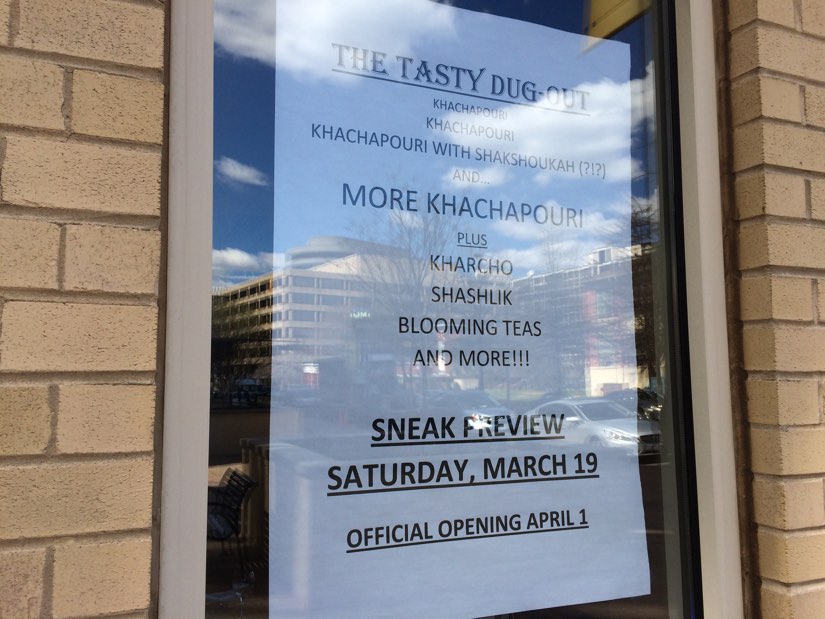 THE TASTY DUG-OUT
KHACHAPOURI
KHACHAPOURI
KHACHAPOURI WITH SHAKSHOUKAH (?!?)
AND...
MORE KHACHAPOURI
PLUS
KHARCHO
SHASHLIK
BLOOMING TEAS
AND MORE!!!
SNEAK PREVIEW
SATURDAY, MARCH 19
OFFICIAL OPENING APRIL 1